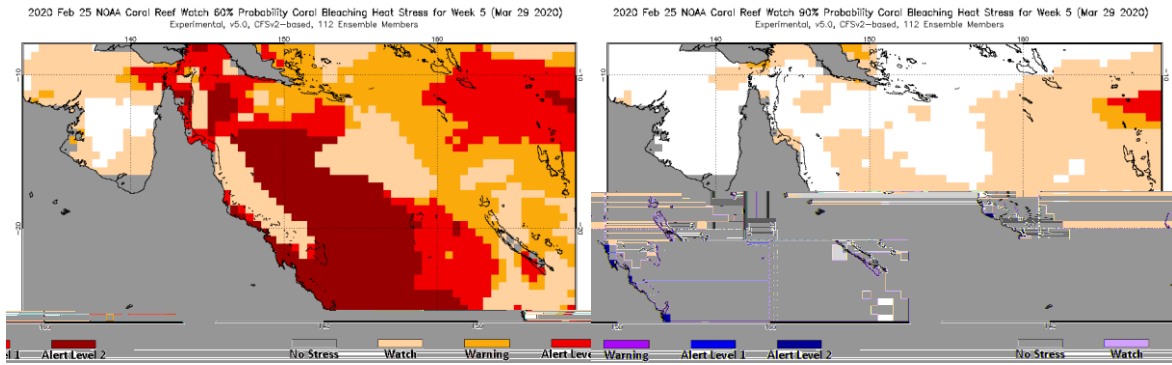 2020 Feb 25 NOAA Coral Reef Watch 60% Probability Coral Bleaching Heat Stress for Week 5 (Mar 29 2020)
Experimental, v5.0, CFSv2-based, 112 Ensemble Members
140 150 160
-10 -10
-20 -20
Alert Level 2 No Stress Watch Warning Alert Level
2020 Feb 25 NOAA Coral Reef Watch 90% Probability Coral Bleaching Heat Stress for Week 5 (Mar 29 2020)
Experimental, v5.0, CFSv2-based, 112 Ensemble Members
140 150 160
-10 -10
Warning Alert Level 1 Alert Level 2 No Stress Watch